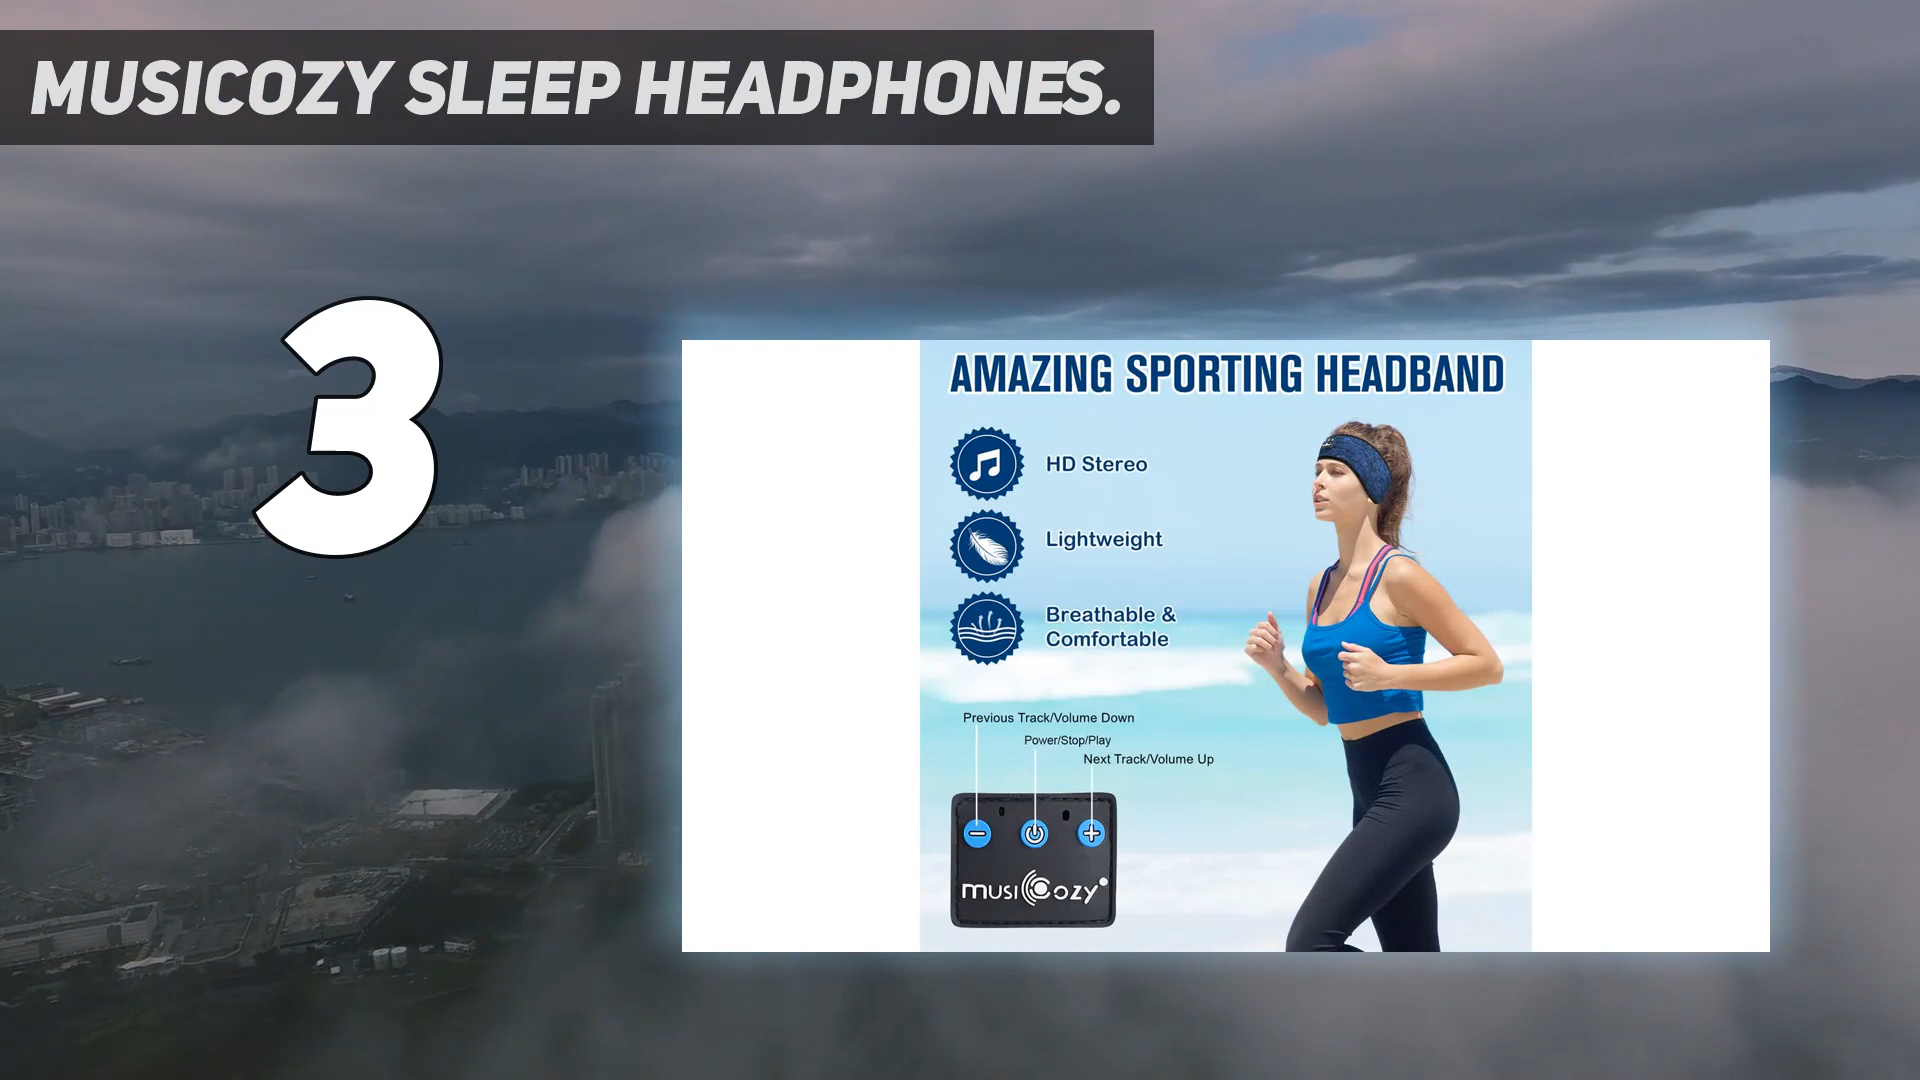 MUSICOZY SLEEP HEADPHONES.
3
AMAZING SPORTING HEADBAND
HD Stereo
Lightweight
Breathable &
Comfortable
Previous Track/Volume Down
Power/Stop/Play
Next Track/Volume Up
musiCozy